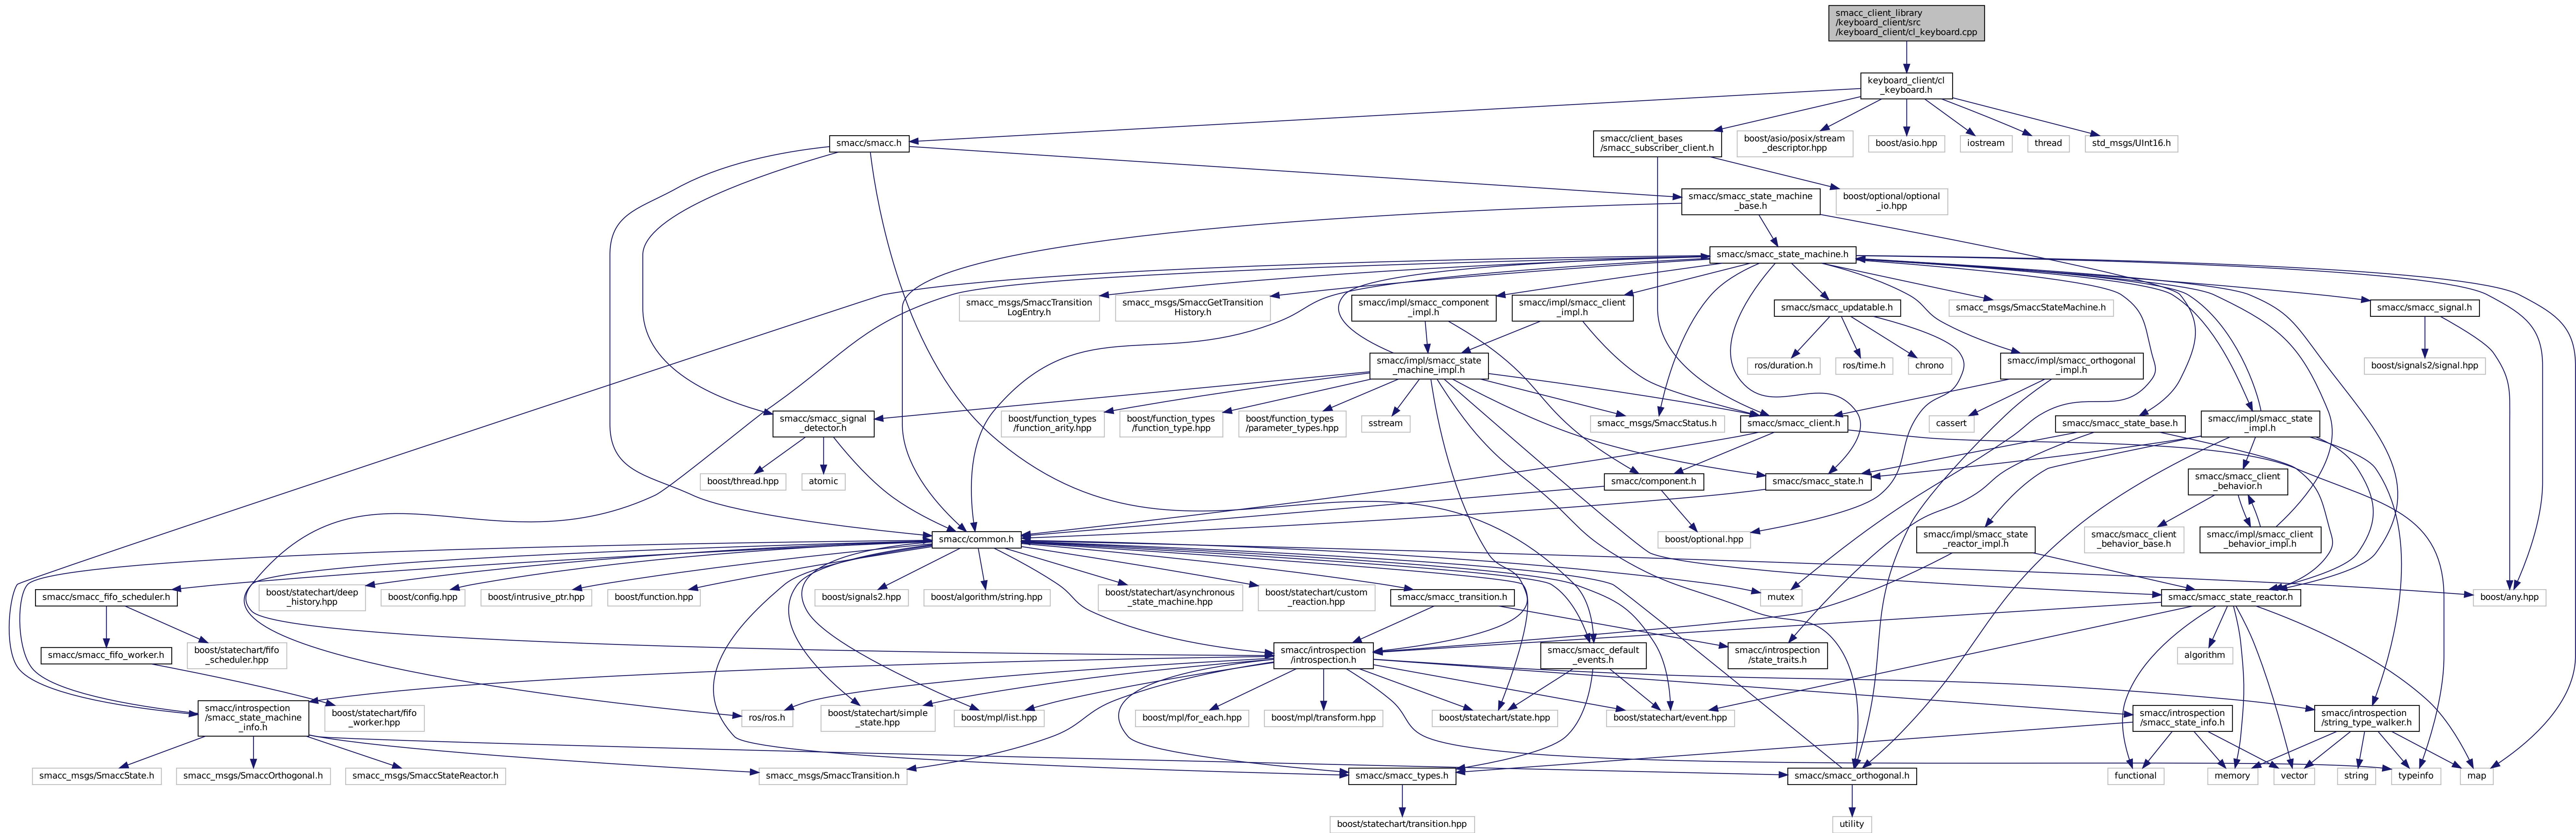 smacc_client_library
/keyboard_client/src
/keyboard_client/cl_keyboard.cpp
keyboard_client/cl
_keyboard.h
smacc/smacc.h
smacc/client_bases
/smacc_subscriber_client.h
boost/asio/posix/stream
_descriptor.hpp
boost/asio.hpp
iostream
thread
std_msgs/UInt16.h
smacc/smacc_state_machine
_base.h
boost/optional/optional
_io.hpp
smacc/smacc_state_machine.h
smacc_msgs/SmaccTransition
LogEntry.h
smacc_msgs/SmaccGetTransition
History.h
smacc/impl/smacc_component
_impl.h
smacc/impl/smacc_client
_impl.h
smacc/smacc_updatable.h
smacc_msgs/SmaccStateMachine.h
smacc/smacc_signal.h
smacc/impl/smacc_state
_machine_impl.h
ros/duration.h
ros/time.h
chrono
smacc/impl/smacc_orthogonal
_impl.h
boost/signals2/signal.hpp
smacc/smacc_signal
_detector.h
boost/function_types
/function_arity.hpp
boost/function_types
/function_type.hpp
boost/function_types
/parameter_types.hpp
sstream
smacc_msgs/SmaccStatus.h
smacc/smacc_client.h
cassert
smacc/smacc_state_base.h
smacc/impl/smacc_state
_impl.h
boost/thread.hpp
atomic
smacc/component.h
smacc/smacc_state.h
smacc/smacc_client
_behavior.h
smacc/common.h
boost/optional.hpp
smacc/impl/smacc_state
_reactor_impl.h
smacc/smacc_client
_behavior_base.h
smacc/impl/smacc_client
_behavior_impl.h
smacc/smacc_fifo_scheduler.h
boost/statechart/deep
_history.hpp
boost/config.hpp
boost/intrusive_ptr.hpp
boost/function.hpp
boost/signals2.hpp
boost/algorithm/string.hpp
boost/statechart/asynchronous
_state_machine.hpp
boost/statechart/custom
_reaction.hpp
smacc/smacc_transition.h
mutex
smacc/smacc_state_reactor.h
boost/any.hpp
smacc/smacc_fifo_worker.h
boost/statechart/fifo
_scheduler.hpp
smacc/introspection
/introspection.h
smacc/smacc_default
_events.h
smacc/introspection
/state_traits.h
algorithm
smacc/introspection
/smacc_state_machine
_info.h
boost/statechart/fifo
_worker.hpp
ros/ros.h
boost/statechart/simple
_state.hpp
boost/mpl/list.hpp
boost/mpl/for_each.hpp
boost/mpl/transform.hpp
boost/statechart/state.hpp
boost/statechart/event.hpp
smacc/introspection
/smacc_state_info.h
smacc/introspection
/string_type_walker.h
smacc_msgs/SmaccState.h
smacc_msgs/SmaccOrthogonal.h
smacc_msgs/SmaccStateReactor.h
smacc_msgs/SmaccTransition.h
smacc/smacc_types.h
smacc/smacc_orthogonal.h
functional
memory
vector
string
typeinfo
map
boost/statechart/transition.hpp
utility